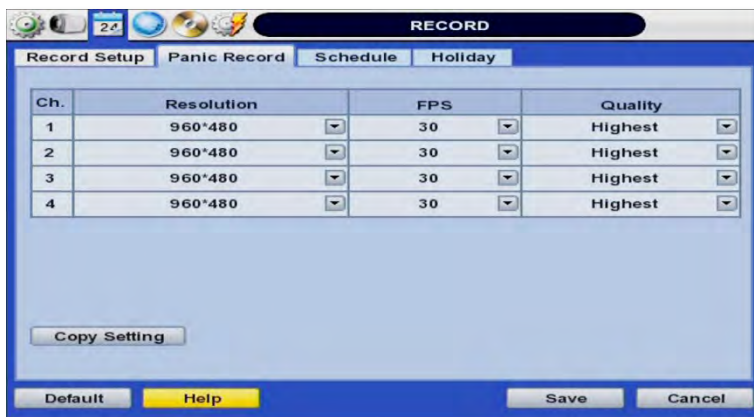 24
RECORD
Record Setup Panic Record Schedule Holiday
Ch. Resolution FPS Quality
1 960*480 30 Highest
2 960*480 30 Highest
3 960*480 30 Highest
4 960*480 30 Highest
Copy Setting
Default Help Save Cancel